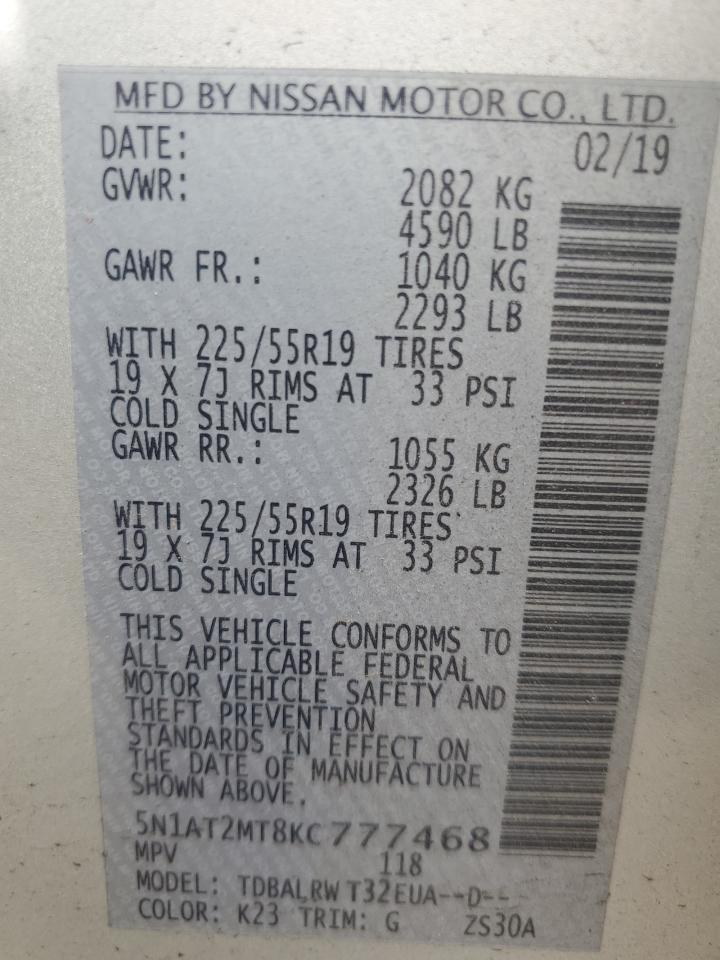 MFD BY NISSAN MOTOR CO., LTD.
DATE: 02/19
GVWR: 2082 KG
4590 LB
GAWR FR.: 1040 KG
2293 LB
WITH 225/55R19 TIRES
19 X 7J RIMS AT 33 PSI
COLD SINGLE
GAWR RR.: 1055 KG
2326 LB
WITH 225/55R19 TIRES
19 X 7J RIMS AT 33 PSI
COLD SINGLE
THIS VEHICLE CONFORMS TO
ALL APPLICABLE FEDERAL
MOTOR VEHICLE SAFETY AND
THEFT PREVENTION
STANDARDS IN EFFECT ON
THE DATE OF MANUFACTURE
SHOWN ABOVE.
5N1AT2MT8KC777468
MPV 118
MODEL: TDBALRW T32EUA--D---
COLOR: K23 TRIM: G ZS30A